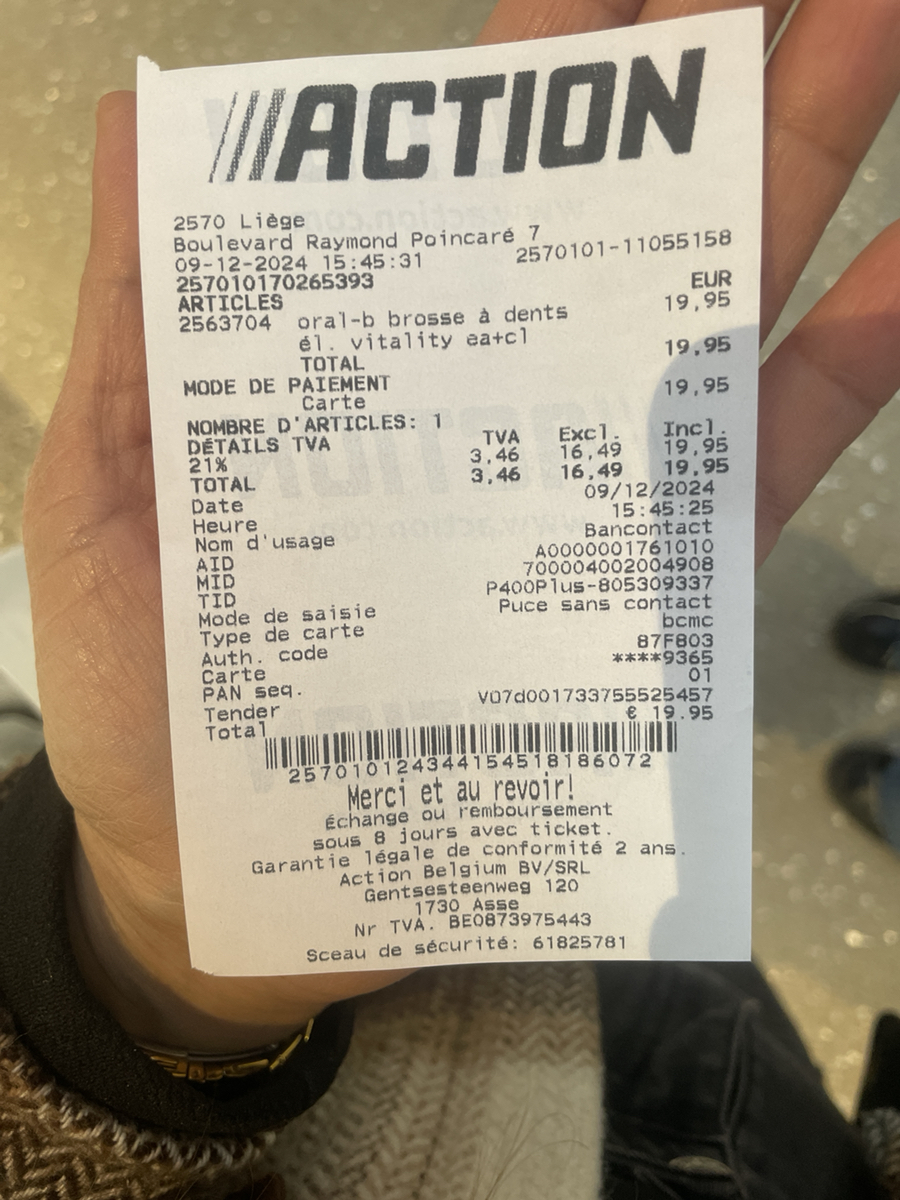 ACTION
2570 Liège
Boulevard Raymond Poincaré 7
09-12-2024 15:45:31 2570101-11055158
257010170265393
ARTICLES EUR
2563704 oral-b brosse à dents 19,95
él. vitality ea+cl
TOTAL 19,95
MODE DE PAIEMENT
Carte 19,95
NOMBRE D'ARTICLES: 1
DÉTAILS TVA TVA Excl. Incl.
21% 3,46 16,49 19,95
TOTAL 3,46 16,49 19,95
Date 09/12/2024
Heure 15:45:25
Nom d'usage Bancontact
AID A0000001761010
MID 700004002004908
TID P400Plus-805309337
Mode de saisie Puce sans contact
Type de carte bcmc
Auth. code 87F803
Carte ****9365
PAN seq. 01
Tender V07d001733755525457
Total € 19.95
257010124344154518186072
Merci et au revoir!
Échange ou remboursement
sous 8 jours avec ticket.
Garantie légale de conformité 2 ans.
Action Belgium BV/SRL
Gentsesteenweg 120
1730 Asse
Nr TVA. BE0873975443
Sceau de sécurité: 61825781